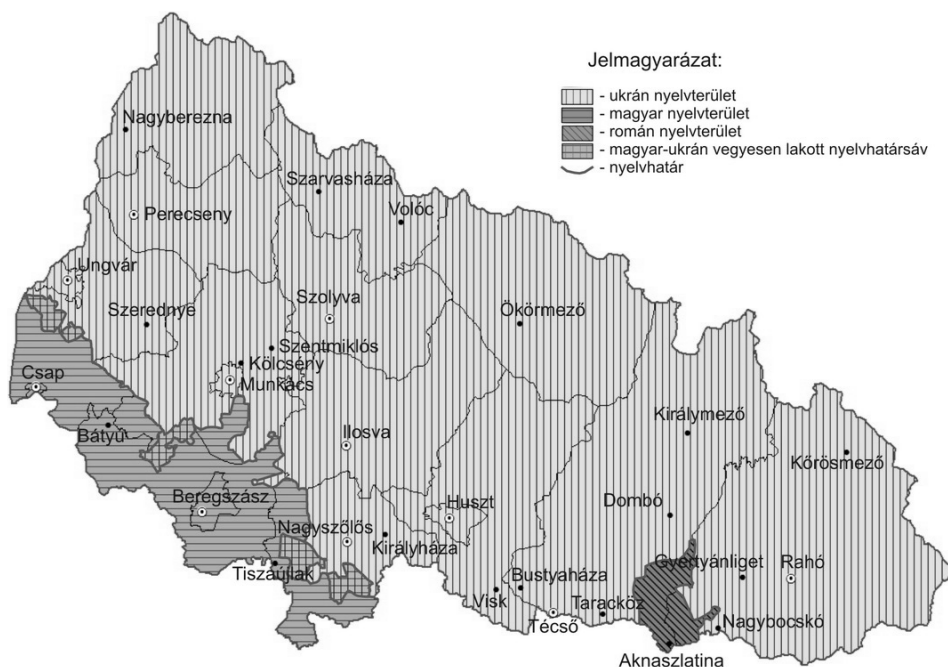 Jelmagyarázat:
- ukrán nyelvterület
- magyar nyelvterület
- román nyelvterület
- magyar-ukrán vegyesen lakott nyelvhatársáv
- nyelvhatár
Nagyberezna
Szarvasháza
Perecseny
Volóc
Ungvár
Szerednye
Szolyva
Ökörmező
Szentmiklós
Kölcsény
Csap
Munkács
Királymező
Bátyú
Ilosva
Kőrösmező
Beregszász
Huszt
Dombó
Nagyszőlős
Királyháza
Tiszaújlak
Bustyaháza
Gyertyánliget
Rahó
Visk
Taracköz
Técső
Nagybocskó
Aknaszlatina